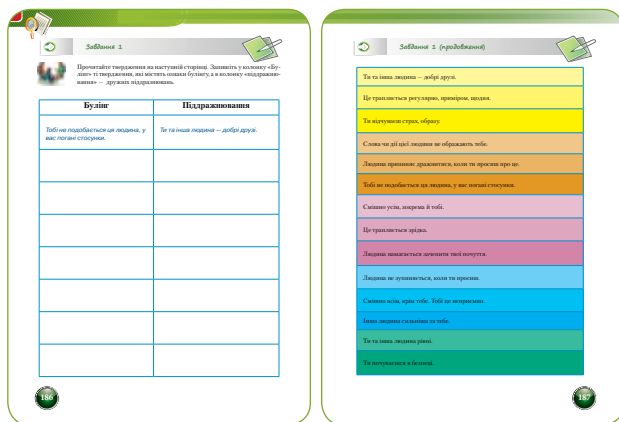 Завдання 1
Прочитайте твердження на наступній сторінці. Запишіть у колонку «Бу-
лінг» ті твердження, які містять ознаки булінгу, а в колонку «піддражню-
вання» — дружніх піддразнювань.
Булінг Піддражнювання
Тобі не подобається ця людина, у
вас погані стосунки.
Ти та інша людина — добрі друзі.
186
Завдання 1 (продовження)
Ти та інша людина — добрі друзі.
Це трапляється регулярно, приміром, щодня.
Ти відчуваєш страх, образу.
Слова чи дії цієї людини не ображають тебе.
Людина припиняє дражнитися, коли ти просиш про це.
Тобі не подобається ця людина, у вас погані стосунки.
Смішно усім, зокрема й тобі.
Це трапляється зрідка.
Людина намагається зачепити твої почуття.
Людина не зупиняється, коли ти просиш.
Смішно всім, крім тебе. Тобі це неприємно.
Інша людина сильніша за тебе.
Ти та інша людина рівні.
Ти почуваєшся в безпеці.
187